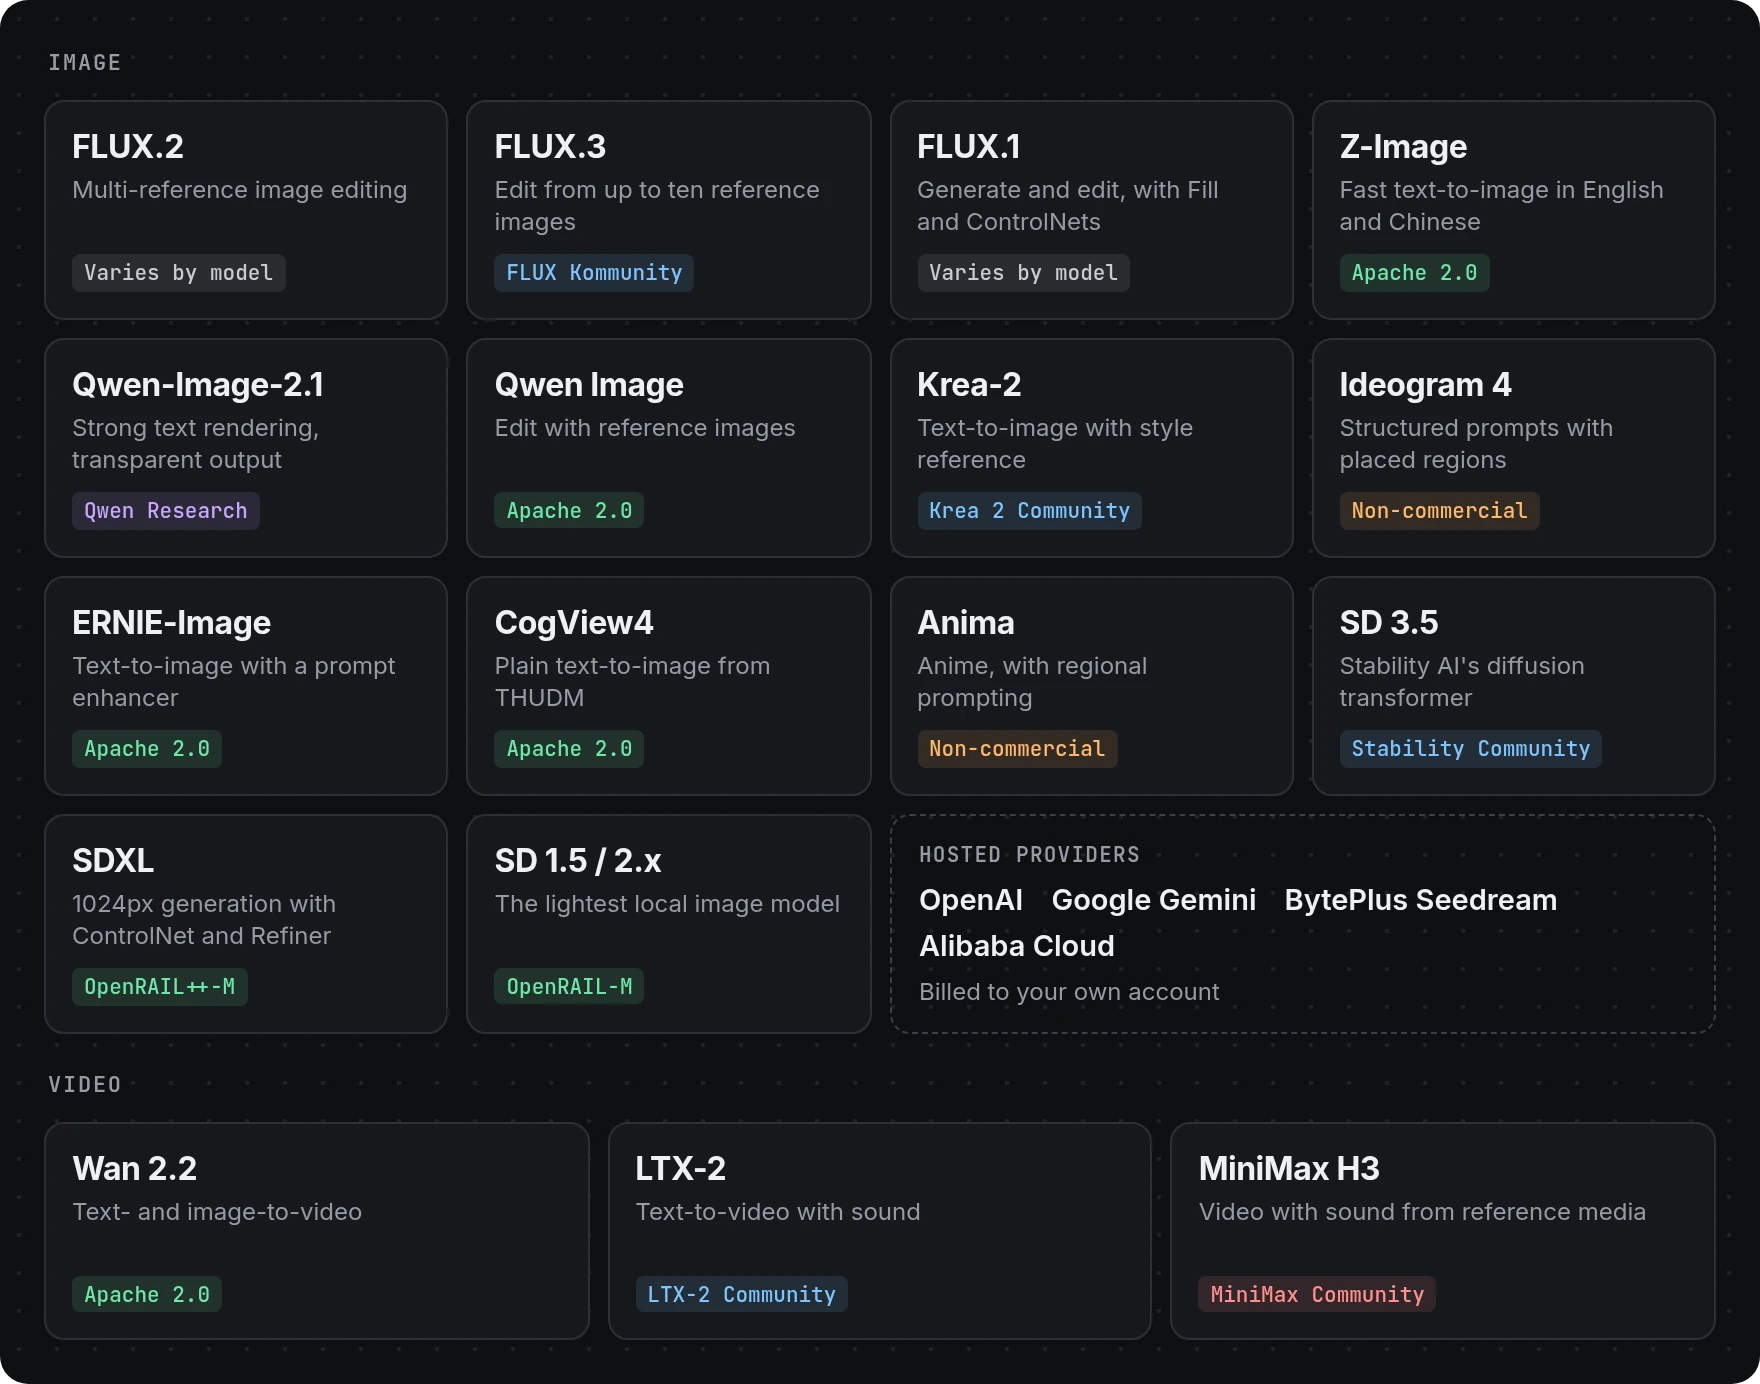 IMAGE
FLUX.2
Multi-reference image editing
Varies by model
FLUX.3
Edit from up to ten reference
images
FLUX Kommunity
FLUX.1
Generate and edit, with Fill
and ControlNets
Varies by model
Z-Image
Fast text-to-image in English
and Chinese
Apache 2.0
Qwen-Image-2.1
Strong text rendering,
transparent output
Qwen Research
Qwen Image
Edit with reference images
Apache 2.0
Krea-2
Text-to-image with style
reference
Krea 2 Community
Ideogram 4
Structured prompts with
placed regions
Non-commercial
ERNIE-Image
Text-to-image with a prompt
enhancer
Apache 2.0
CogView4
Plain text-to-image from
THUDM
Apache 2.0
Anima
Anime, with regional
prompting
Non-commercial
SD 3.5
Stability AI's diffusion
transformer
Stability Community
SDXL
1024px generation with
ControlNet and Refiner
OpenRAIL++-M
SD 1.5 / 2.x
The lightest local image model
OpenRAIL-M
HOSTED PROVIDERS
OpenAI Google Gemini BytePlus Seedream
Alibaba Cloud
Billed to your own account
VIDEO
Wan 2.2
Text- and image-to-video
Apache 2.0
LTX-2
Text-to-video with sound
LTX-2 Community
MiniMax H3
Video with sound from reference media
MiniMax Community